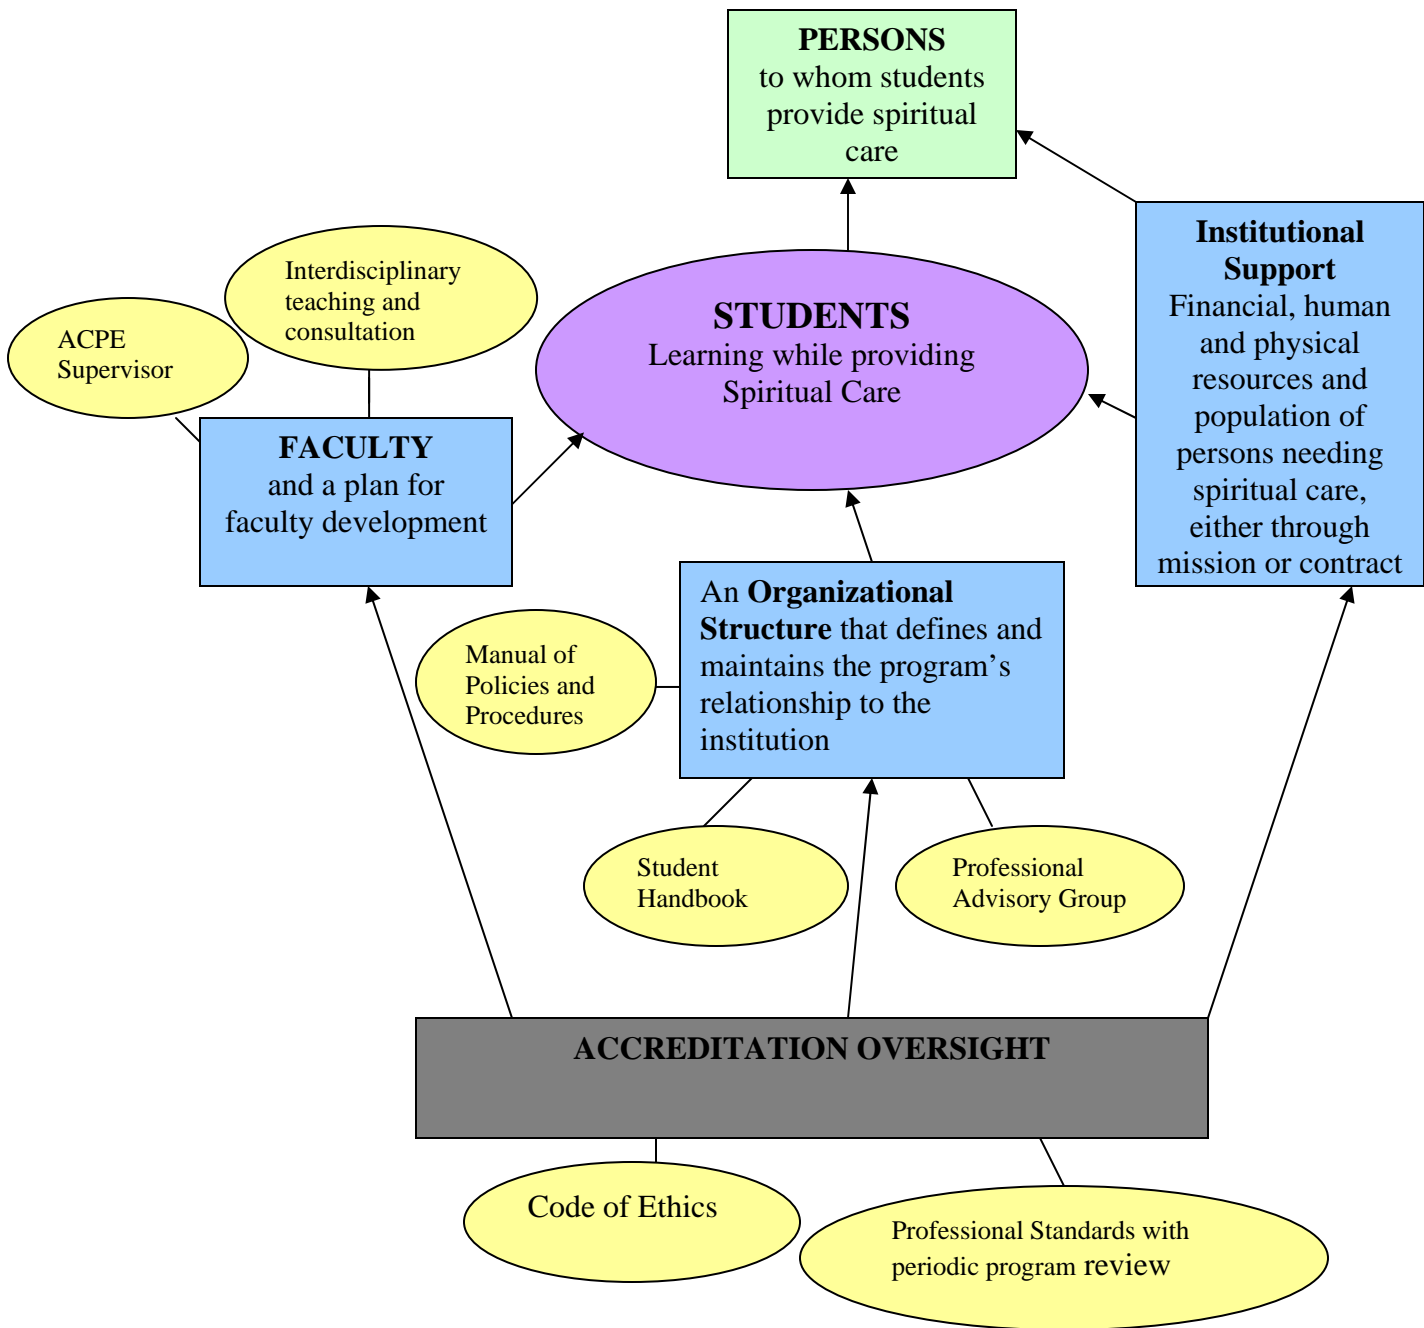 PERSONS
to whom students
provide spiritual
care
Institutional
Support
Financial, human
and physical
resources and
population of
persons needing
spiritual care,
either through
mission or contract
Interdisciplinary
teaching and
consultation
ACPE
Supervisor
STUDENTS
Learning while providing
Spiritual Care
FACULTY
and a plan for
faculty development
An Organizational
Structure that defines and
maintains the program’s
relationship to the
institution
Manual of
Policies and
Procedures
Student
Handbook
Professional
Advisory Group
ACCREDITATION OVERSIGHT
Code of Ethics
Professional Standards with
periodic program review